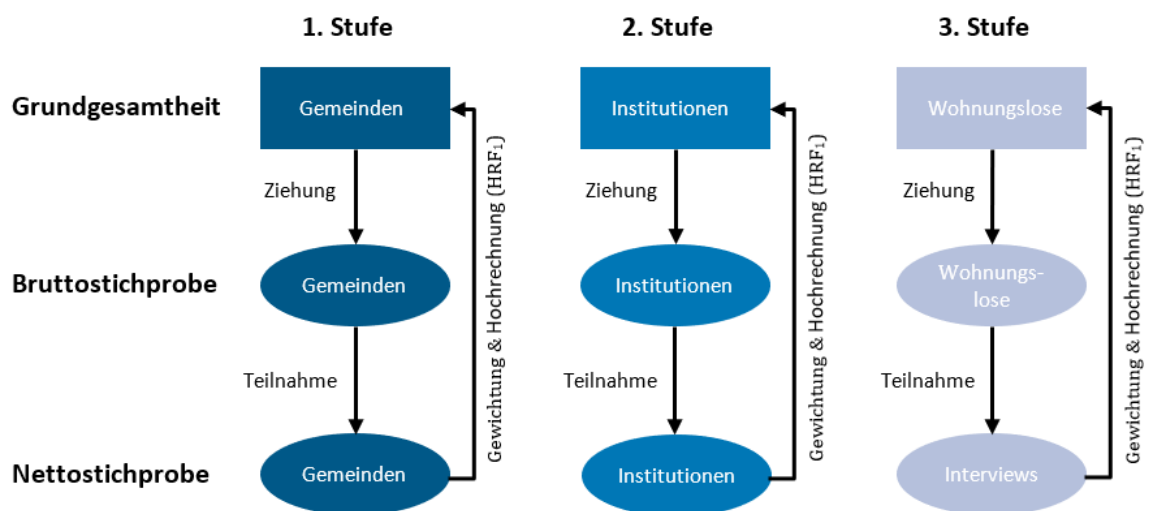 1. Stufe
2. Stufe
3. Stufe
Grundgesamtheit
Gemeinden
Institutionen
Wohnungslose
Ziehung
Ziehung
Ziehung
Gewichtung & Hochrechnung (HRF₁)
Gewichtung & Hochrechnung (HRF₁)
Gewichtung & Hochrechnung (HRF₁)
Bruttostichprobe
Gemeinden
Institutionen
Wohnungs-
lose
Teilnahme
Teilnahme
Teilnahme
Nettostichprobe
Gemeinden
Institutionen
Interviews